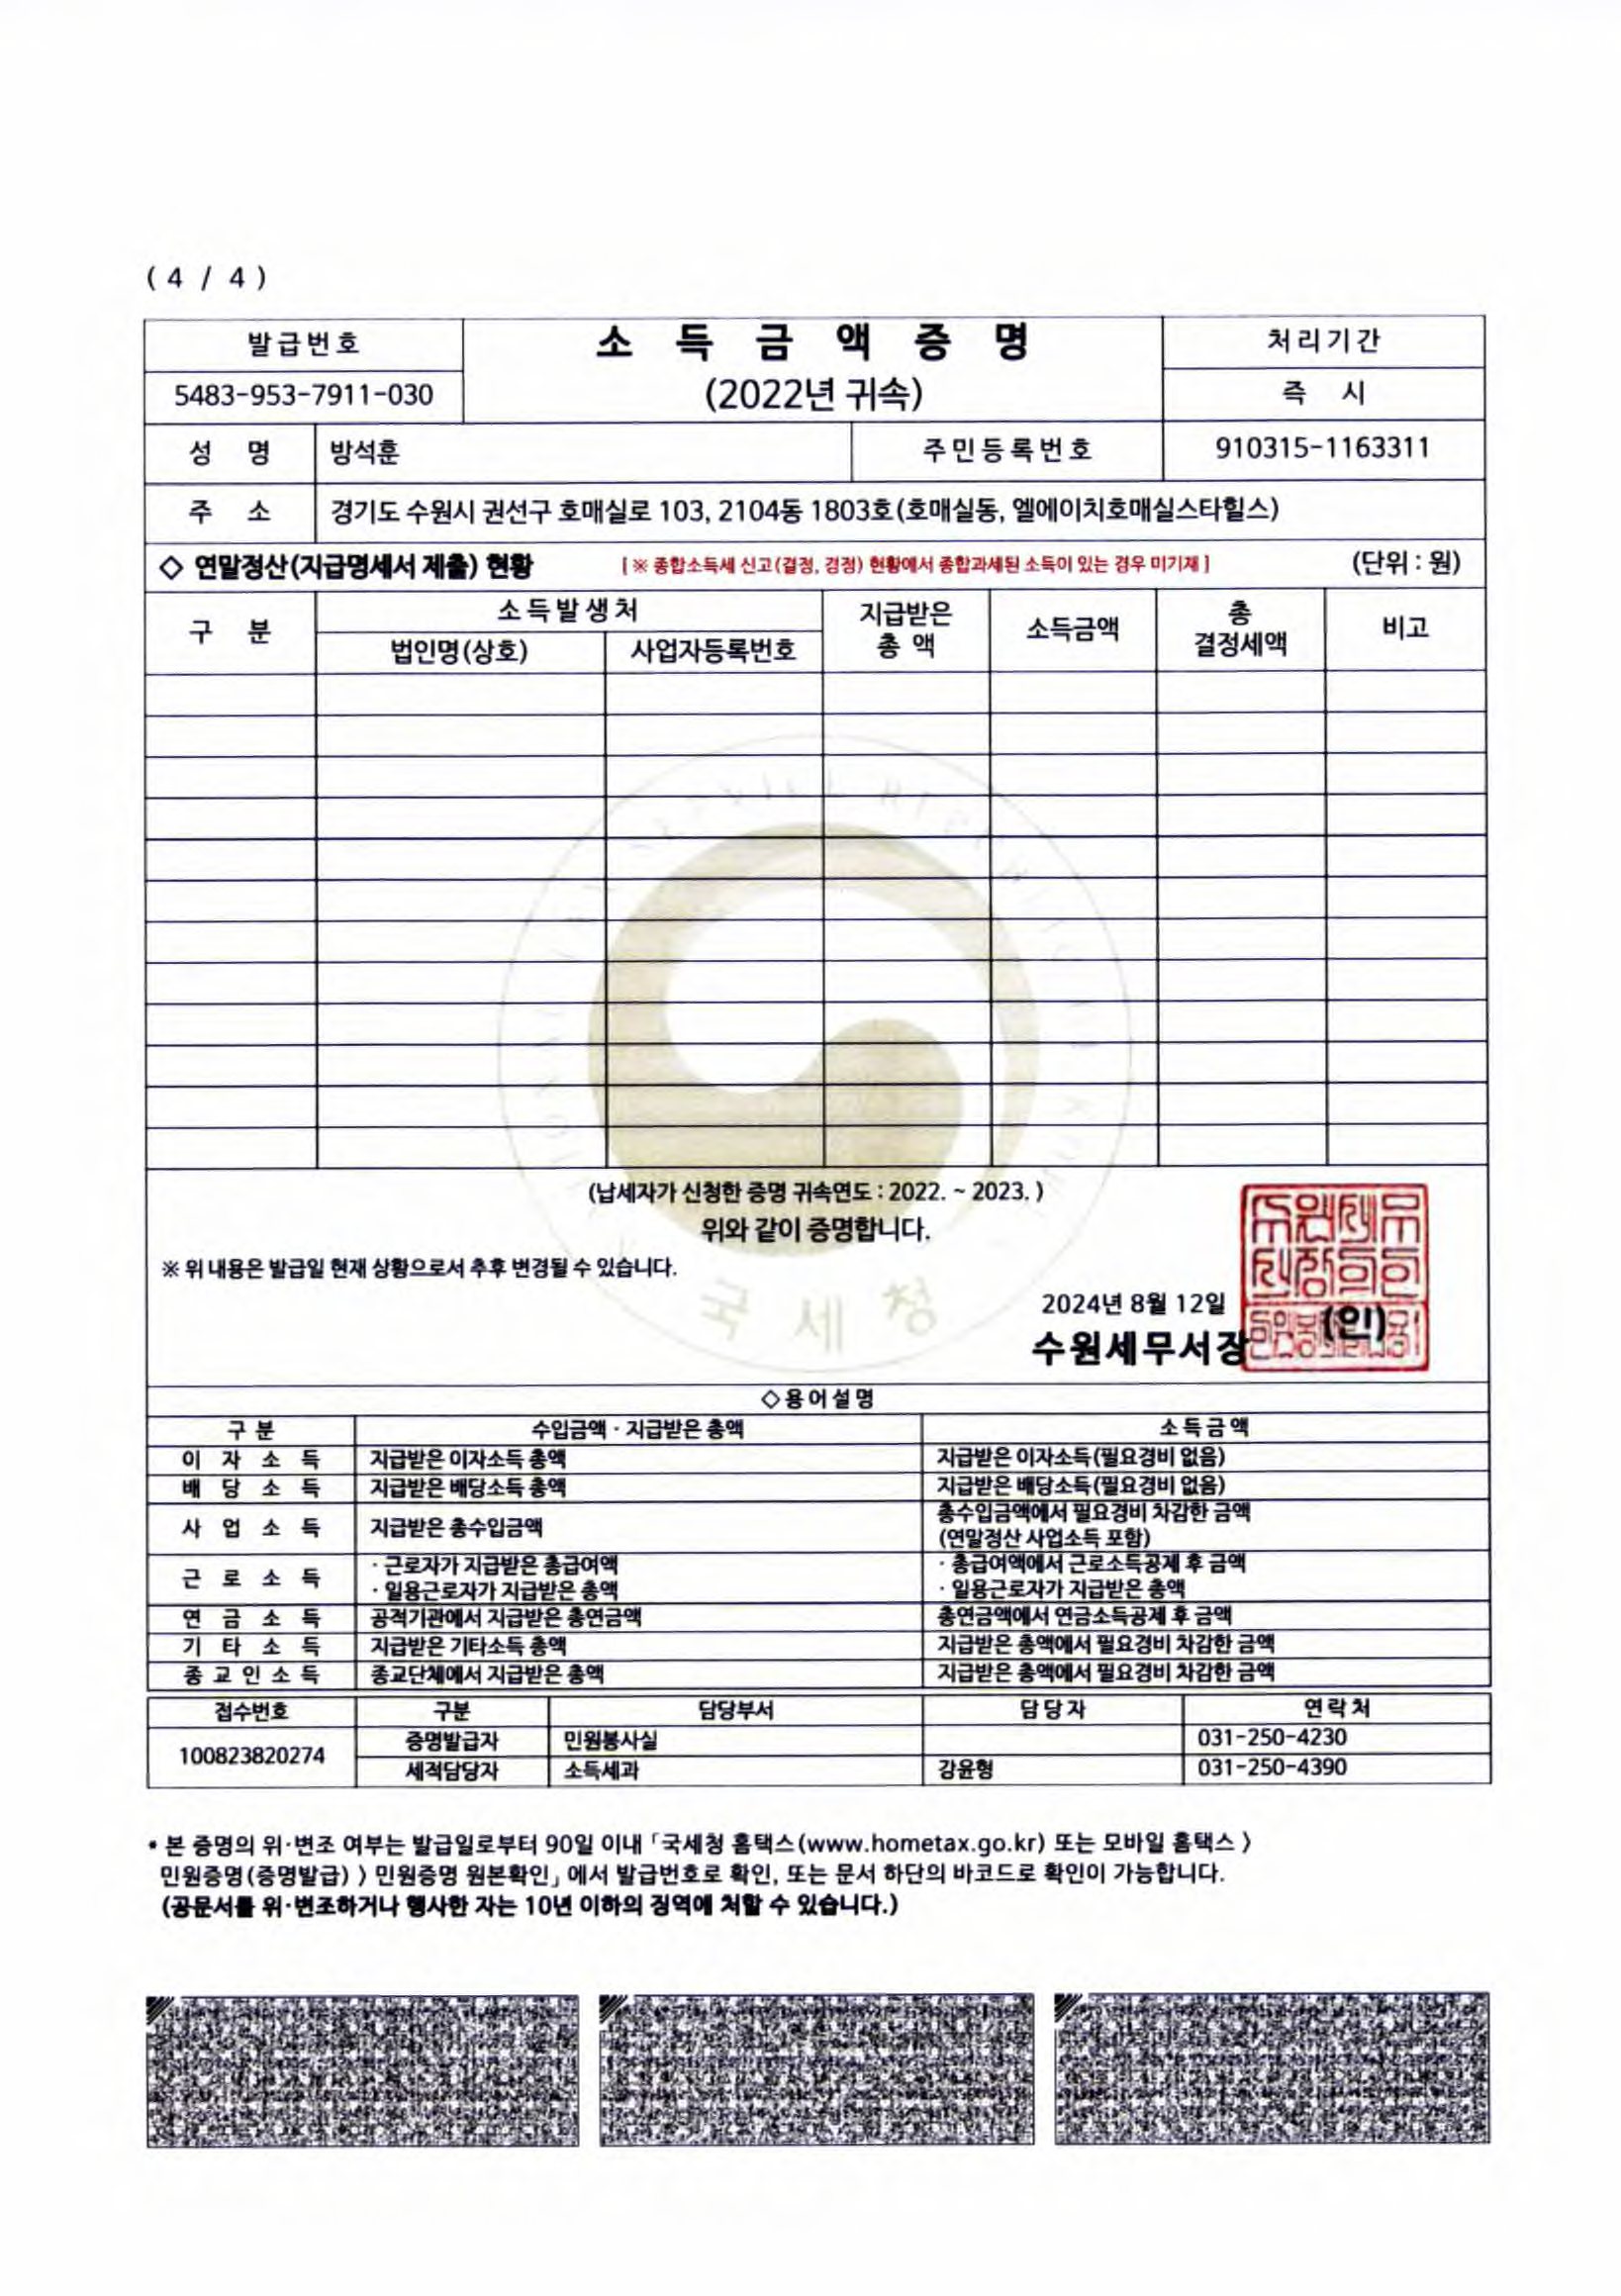 ( 4 / 4 )
발급번호
소 득 금 액 증 명
처리기간
5483-953-7911-030
(2022년 귀속)
즉 시
성 명 방석훈 주민등록번호 910315-1163311
주 소 경기도 수원시 권선구 호매실로 103, 2104동 1803호(호매실동, 엘에이치호매실스타힐스)
◇ 연말정산(지급명세서 제출) 현황 [ ※ 종합소득세 신고(결정, 경정) 현황에서 종합과세된 소득이 있는 경우 미기재 ] (단위 : 원)
구 분 소득발생처 지급받은 총 액 소득금액 총 결정세액 비고
법인명(상호) 사업자등록번호
(납세자가 신청한 증명 귀속연도 : 2022. ~ 2023. )
위와 같이 증명합니다.
※ 위 내용은 발급일 현재 상황으로서 추후 변경될 수 있습니다.
국 세 청
2024년 8월 12일
수원세무서장 (인)
◇용어설명
구 분 수입금액 · 지급받은 총액 소득금액
이 자 소 득 지급받은 이자소득 총액 지급받은 이자소득(필요경비 없음)
배 당 소 득 지급받은 배당소득 총액 지급받은 배당소득(필요경비 없음)
사 업 소 득 지급받은 총수입금액 총수입금액에서 필요경비 차감한 금액
(연말정산 사업소득 포함)
근 로 소 득 · 근로자가 지급받은 총급여액 · 총급여액에서 근로소득공제 후 금액
· 일용근로자가 지급받은 총액 · 일용근로자가 지급받은 총액
연 금 소 득 공적기관에서 지급받은 총연금액 총연금액에서 연금소득공제 후 금액
기 타 소 득 지급받은 기타소득 총액 지급받은 총액에서 필요경비 차감한 금액
종 교 인 소 득 종교단체에서 지급받은 총액 지급받은 총액에서 필요경비 차감한 금액
접수번호 구분 담당부서 담당자 연락처
100823820274 증명발급자 민원봉사실 031-250-4230
세적담당자 소득세과 강윤형 031-250-4390
* 본 증명의 위·변조 여부는 발급일로부터 90일 이내 「국세청 홈택스(www.hometax.go.kr) 또는 모바일 홈택스 〉
민원증명(증명발급) 〉 민원증명 원본확인」에서 발급번호로 확인, 또는 문서 하단의 바코드로 확인이 가능합니다.
(공문서를 위·변조하거나 행사한 자는 10년 이하의 징역에 처할 수 있습니다.)